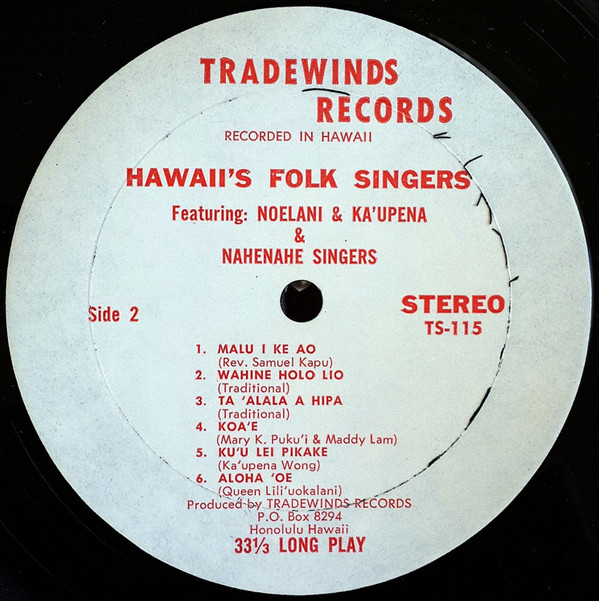 TRADEWINDS
RECORDS
RECORDED IN HAWAII
HAWAII'S FOLK SINGERS
Featuring: NOELANI & KA'UPENA
&
NAHENAHE SINGERS
Side 2
STEREO
TS-115
1. MALU I KE AO
(Rev. Samuel Kapu)
2. WAHINE HOLO LIO
(Traditional)
3. TA 'ALALA A HIPA
(Traditional)
4. KOA'E
(Mary K. Puku'i & Maddy Lam)
5. KU'U LEI PIKAKE
(Ka'upena Wong)
6. ALOHA 'OE
(Queen Lili'uokalani)
Produced by TRADEWINDS RECORDS
P.O. Box 8294
Honolulu Hawaii
33⅓ LONG PLAY